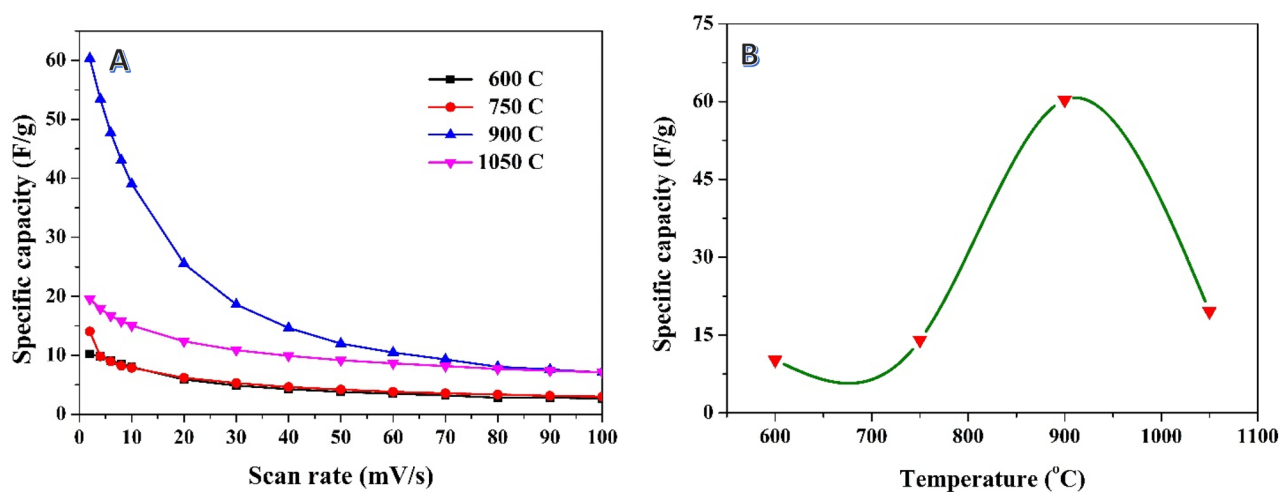 A
60
50
40
30
20
10
0
Specific capacity (F/g)
600 C
750 C
900 C
1050 C
0 10 20 30 40 50 60 70 80 90 100
Scan rate (mV/s)
B
75
60
45
30
15
0
Specific capacity (F/g)
600 700 800 900 1000 1100
Temperature (°C)